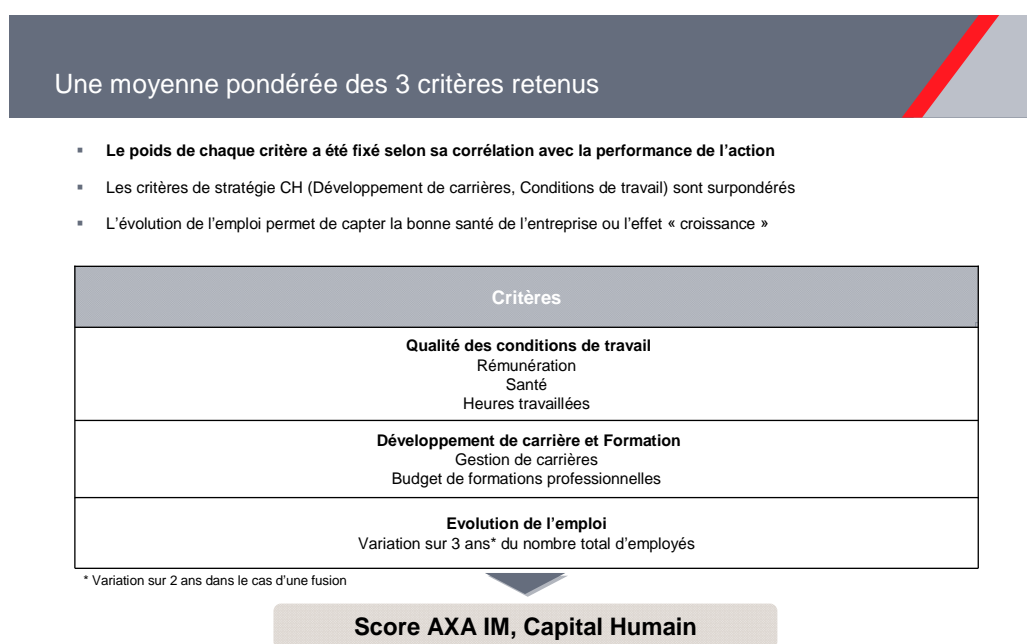 Une moyenne pondérée des 3 critères retenus
▪ Le poids de chaque critère a été fixé selon sa corrélation avec la performance de l'action
▪ Les critères de stratégie CH (Développement de carrières, Conditions de travail) sont surpondérés
▪ L'évolution de l'emploi permet de capter la bonne santé de l'entreprise ou l'effet « croissance »
Critères
Qualité des conditions de travail
Rémunération
Santé
Heures travaillées
Développement de carrière et Formation
Gestion de carrières
Budget de formations professionnelles
Evolution de l'emploi
Variation sur 3 ans* du nombre total d'employés
* Variation sur 2 ans dans le cas d'une fusion
Score AXA IM, Capital Humain